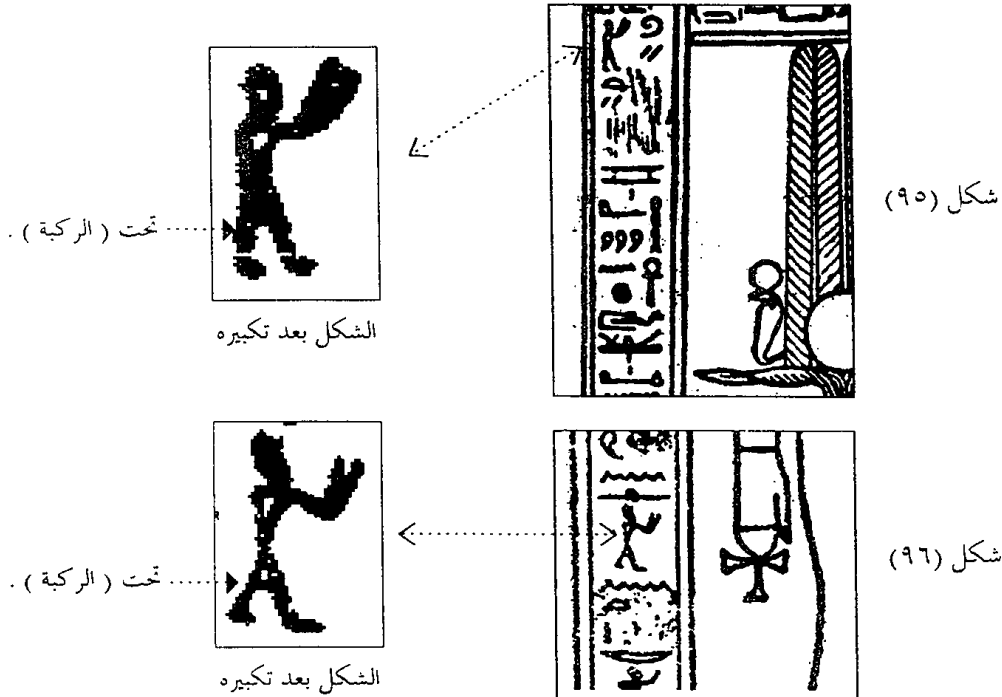 شكل (٩٥)
تحت ( الركبة ) .
الشكل بعد تكبيره
شكل (٩٦)
تحت ( الركبة ) .
الشكل بعد تكبيره